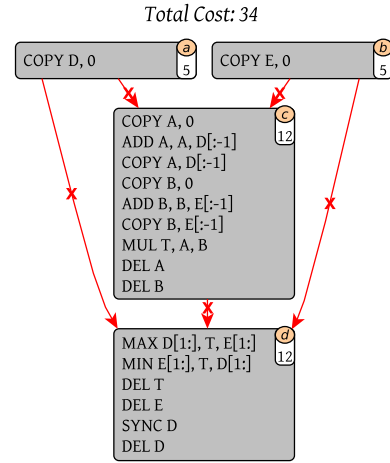 Total Cost: 34
a
COPY D, 0
5
b
COPY E, 0
5
x
x
c
12
COPY A, 0
ADD A, A, D[:-1]
COPY A, D[:-1]
COPY B, 0
ADD B, B, E[:-1]
COPY B, E[:-1]
MUL T, A, B
DEL A
DEL B
x
x
x
d
12
MAX D[1:], T, E[1:]
MIN E[1:], T, D[1:]
DEL T
DEL E
SYNC D
DEL D